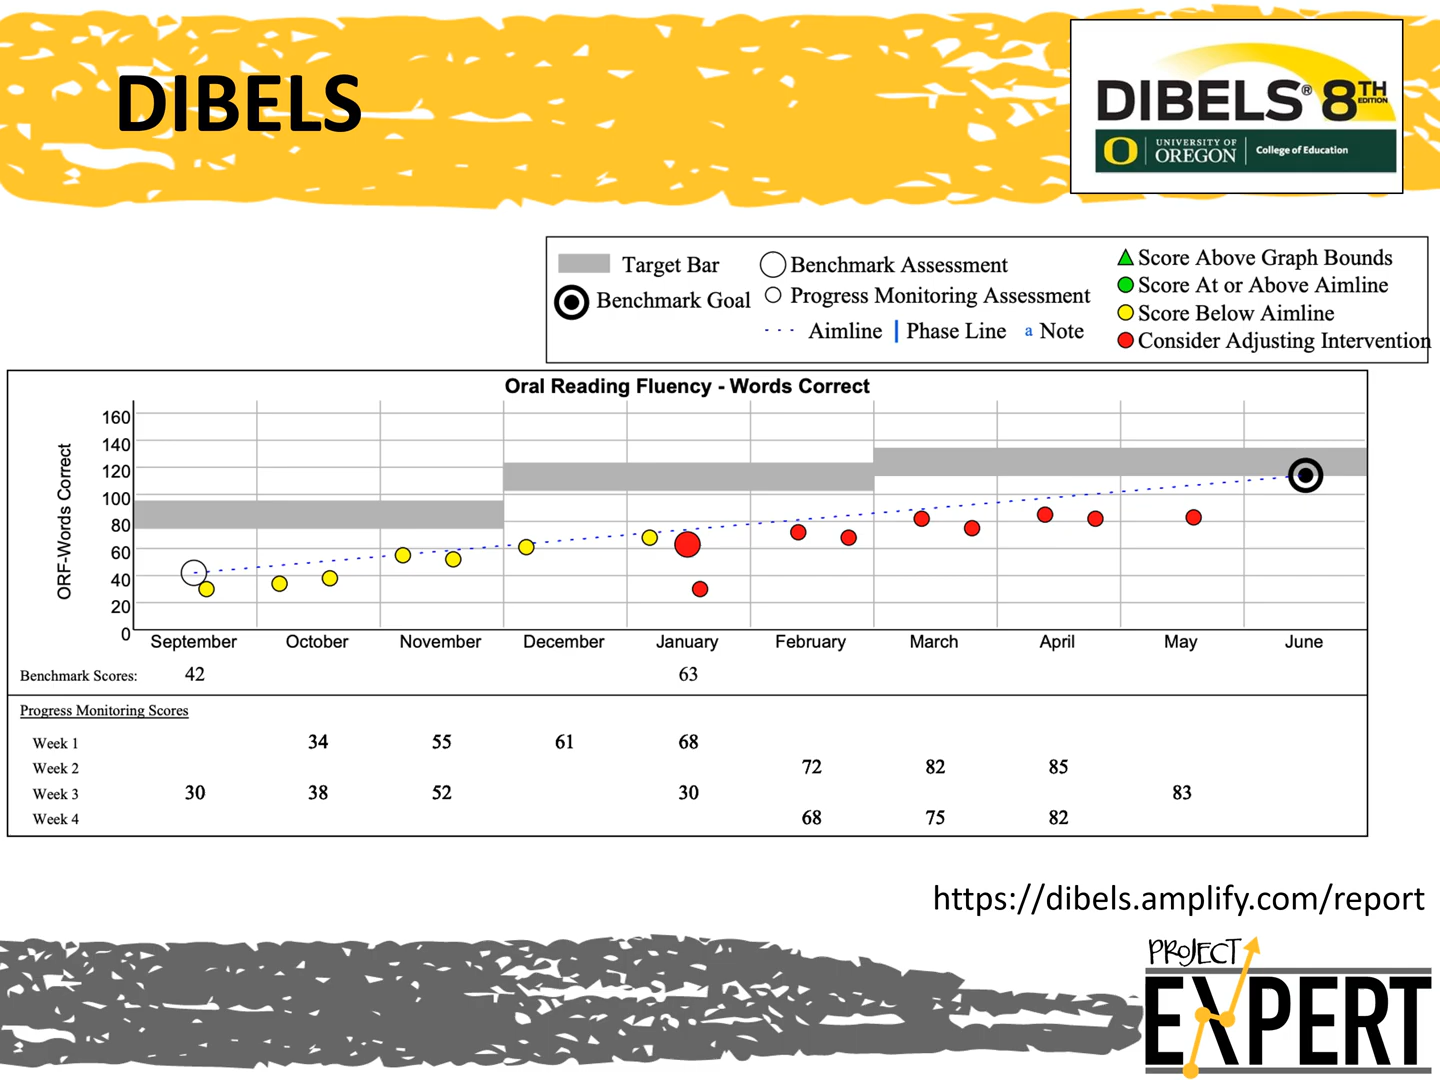 DIBELS
DIBELS® 8TH EDITION
O UNIVERSITY OF OREGON College of Education
Target Bar
Benchmark Goal
Benchmark Assessment
Progress Monitoring Assessment
Aimline Phase Line a Note
Score Above Graph Bounds
Score At or Above Aimline
Score Below Aimline
Consider Adjusting Intervention
Oral Reading Fluency - Words Correct
ORF-Words Correct
160
140
120
100
80
60
40
20
0
September October November December January February March April May June
Benchmark Scores: 42 63
Progress Monitoring Scores
Week 1 34 55 61 68
Week 2 72 82 85
Week 3 30 38 52 30 83
Week 4 68 75 82
https://dibels.amplify.com/report
PROJECT
EXPERT